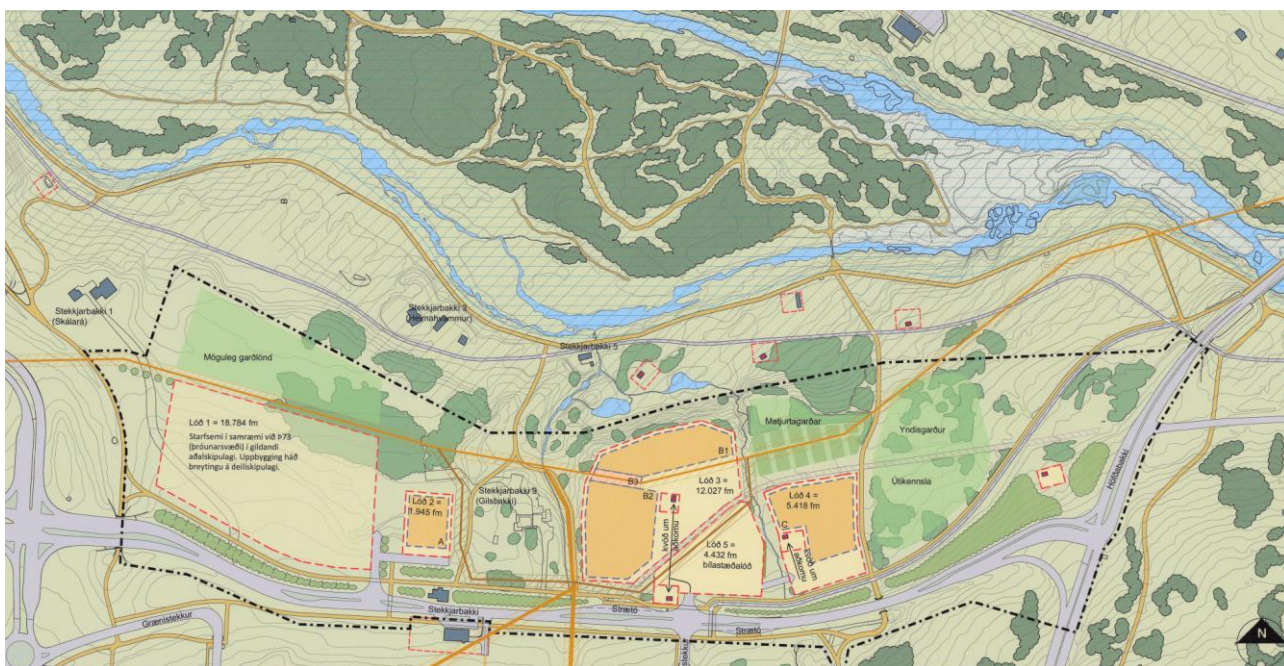 Stekkjarbakki 1
(Skálará)
Stekkjarbakki 3
(Heimahvammur)
Stekkjarbakki 5
Möguleg garðlönd
Lóð 1 = 18.784 fm
Starfsemi í samræmi við Þ73
(þróunarsvæði) í gildandi
aðalskipulagi. Uppbygging háð
breytingu á deiliskipulagi.
Lóð 2 =
1.945 fm
A
Stekkjarbakki 9
(Gilsbakki)
B1
B3
B2
Lóð 3 =
12.027 fm
kvöð um
aðkomu
Lóð 5 =
4.432 fm
bílastæðalóð
Matjurtagarðar
Lóð 4 =
5.418 fm
C
kvöð um
aðkomu
Yndisgarður
Útikennsla
Höfðabakki
Stekkjarbakki
Grænistekkur
Strætó
Strætó
N